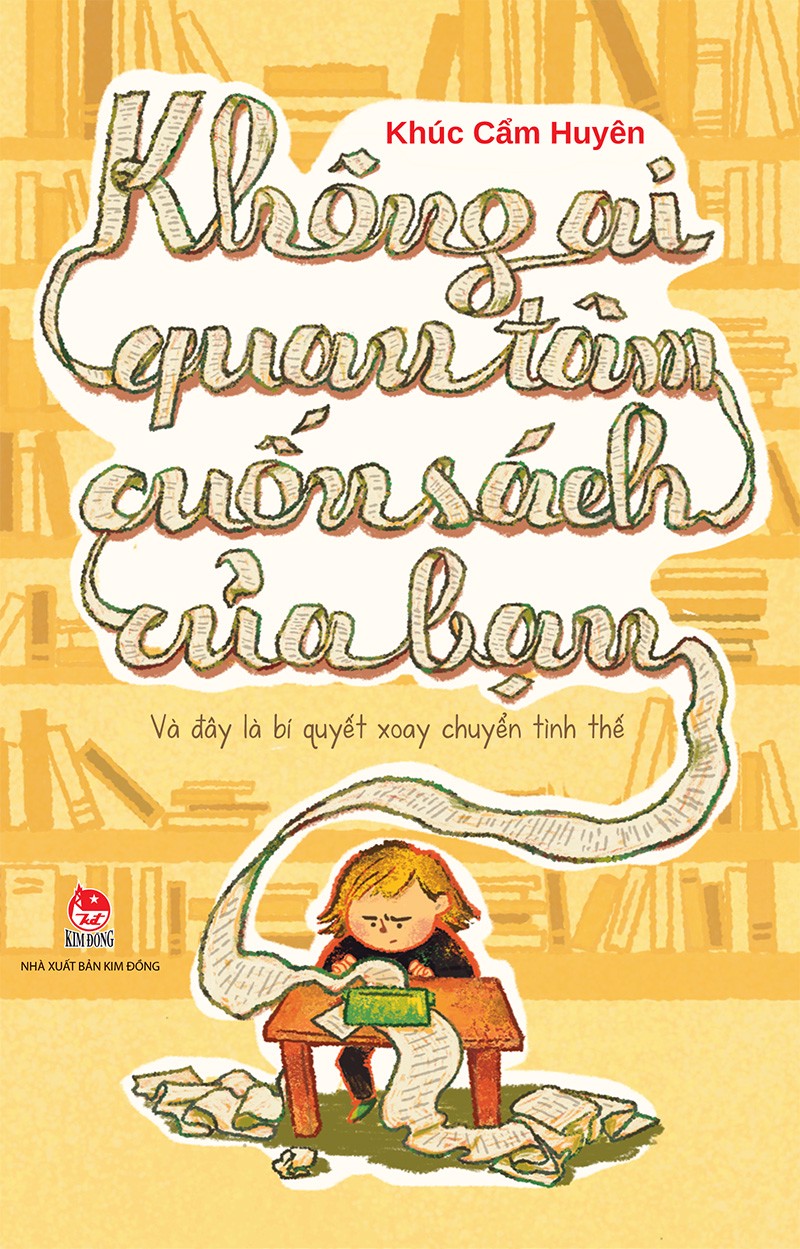 Khúc Cẩm Huyên
Không ai
quan tâm
cuốn sách
của bạn
Và đây là bí quyết xoay chuyển tình thế
KIM ĐỒNG
NHÀ XUẤT BẢN KIM ĐỒNG